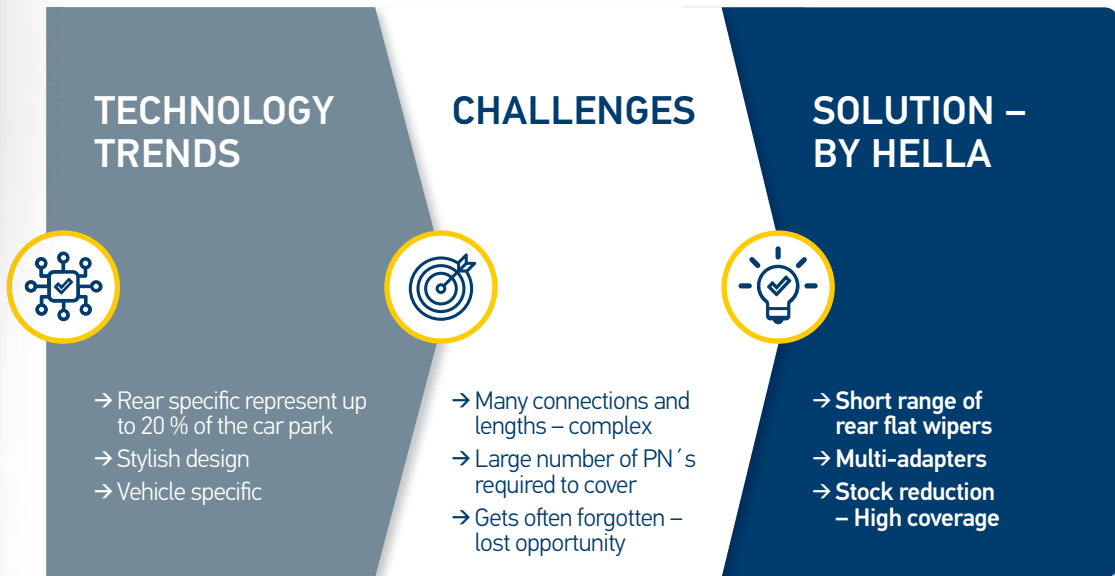 TECHNOLOGY
TRENDS
→ Rear specific represent up
to 20 % of the car park
→ Stylish design
→ Vehicle specific
CHALLENGES
→ Many connections and
lengths – complex
→ Large number of PN´s
required to cover
→ Gets often forgotten –
lost opportunity
SOLUTION –
BY HELLA
→ Short range of
rear flat wipers
→ Multi-adapters
→ Stock reduction
– High coverage